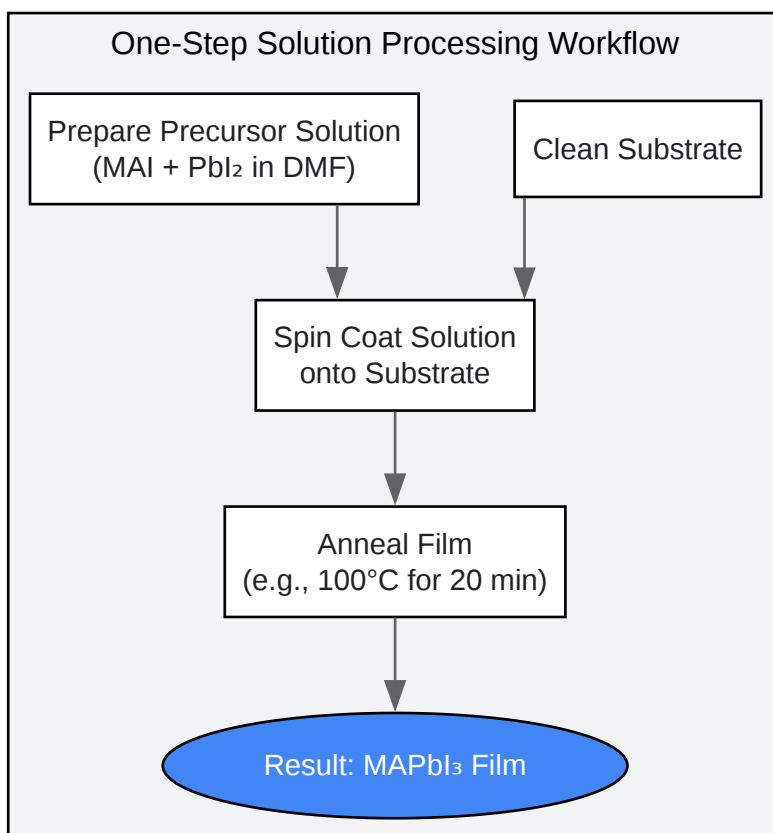 One-Step Solution Processing Workflow
Prepare Precursor Solution
(MAI + PbI₂ in DMF)
Clean Substrate
Spin Coat Solution
onto Substrate
Anneal Film
(e.g., 100°C for 20 min)
Result: MAPbI₃ Film